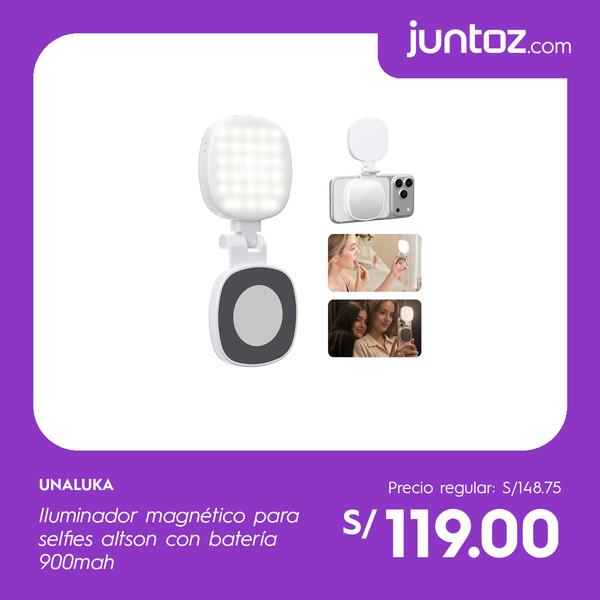 juntoz.com
UNALUKA
Iluminador magnético para
selfies altson con batería
900mah
Precio regular: S/148.75
S/119.00